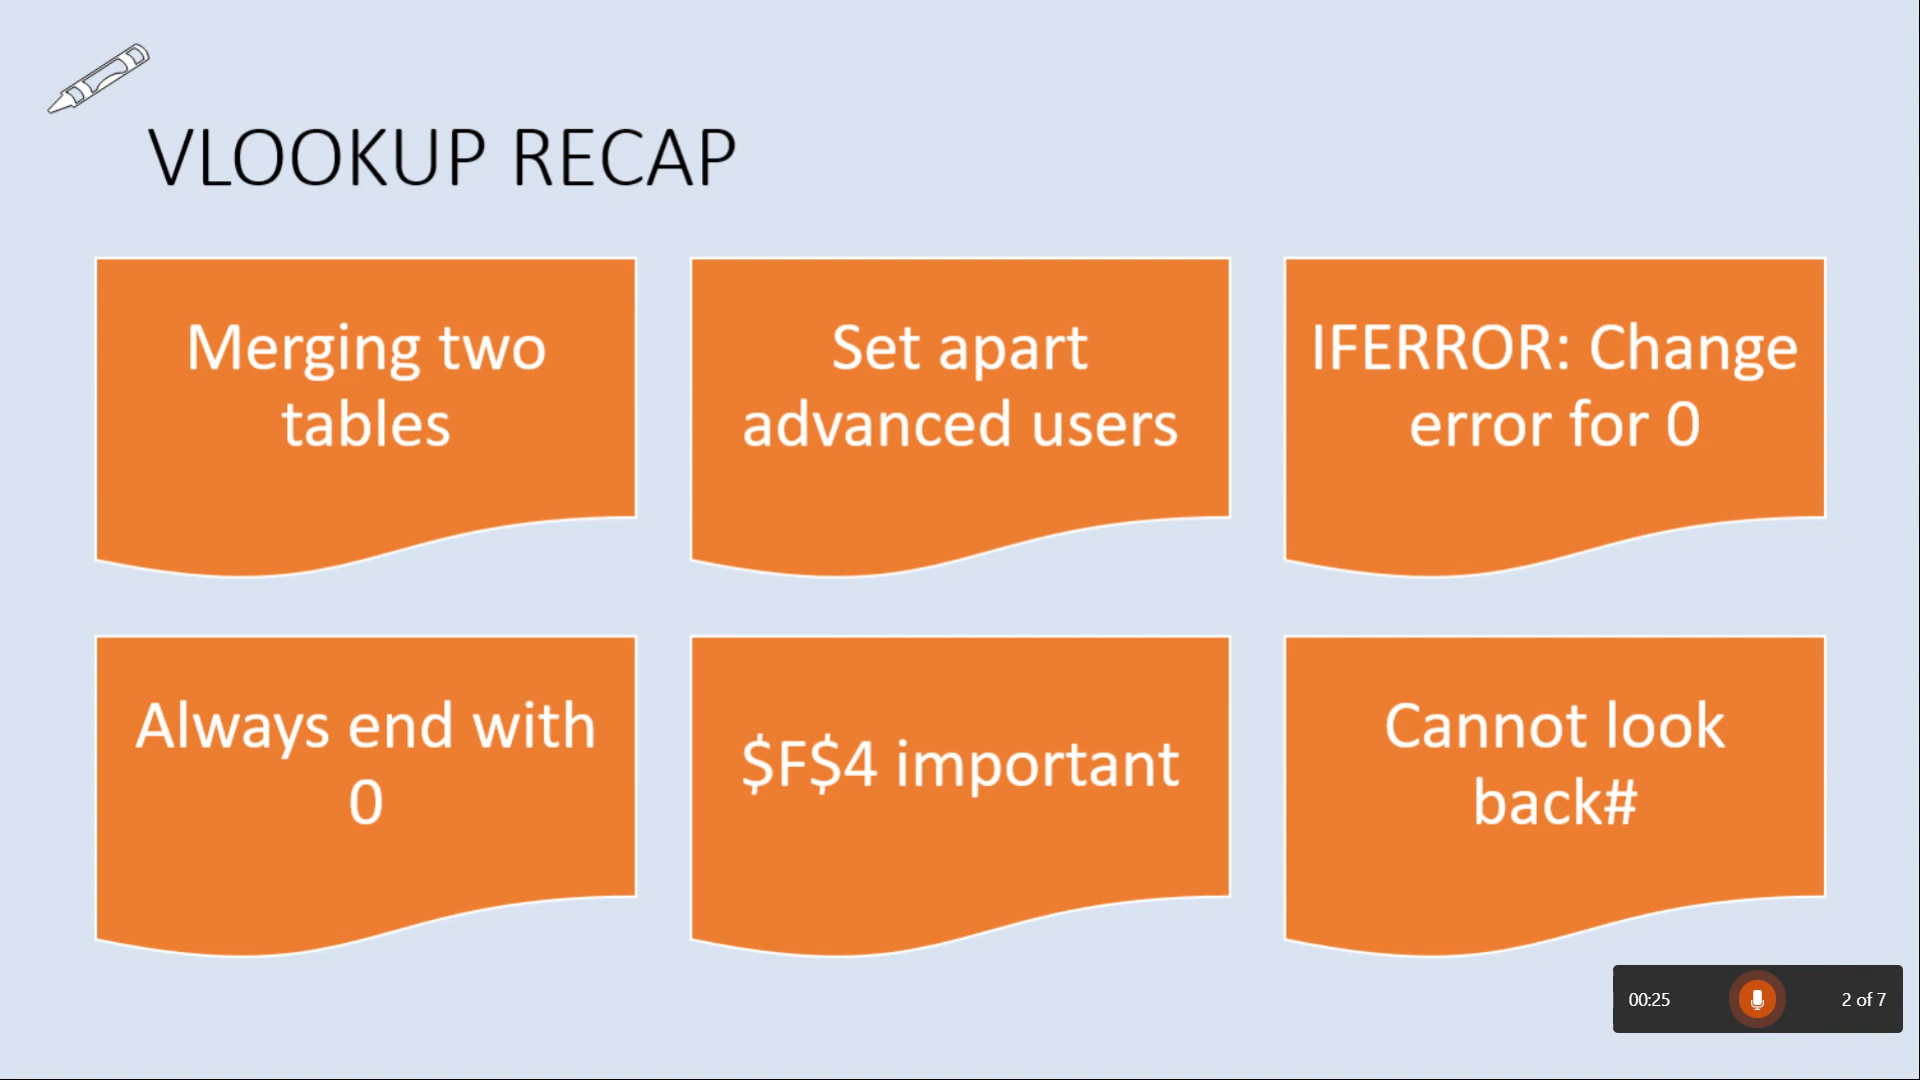 VLOOKUP RECAP
Merging two
tables
Set apart
advanced users
IFERROR: Change
error for 0
Always end with
0
$F$4 important
Cannot look
back#
00:25
2 of 7